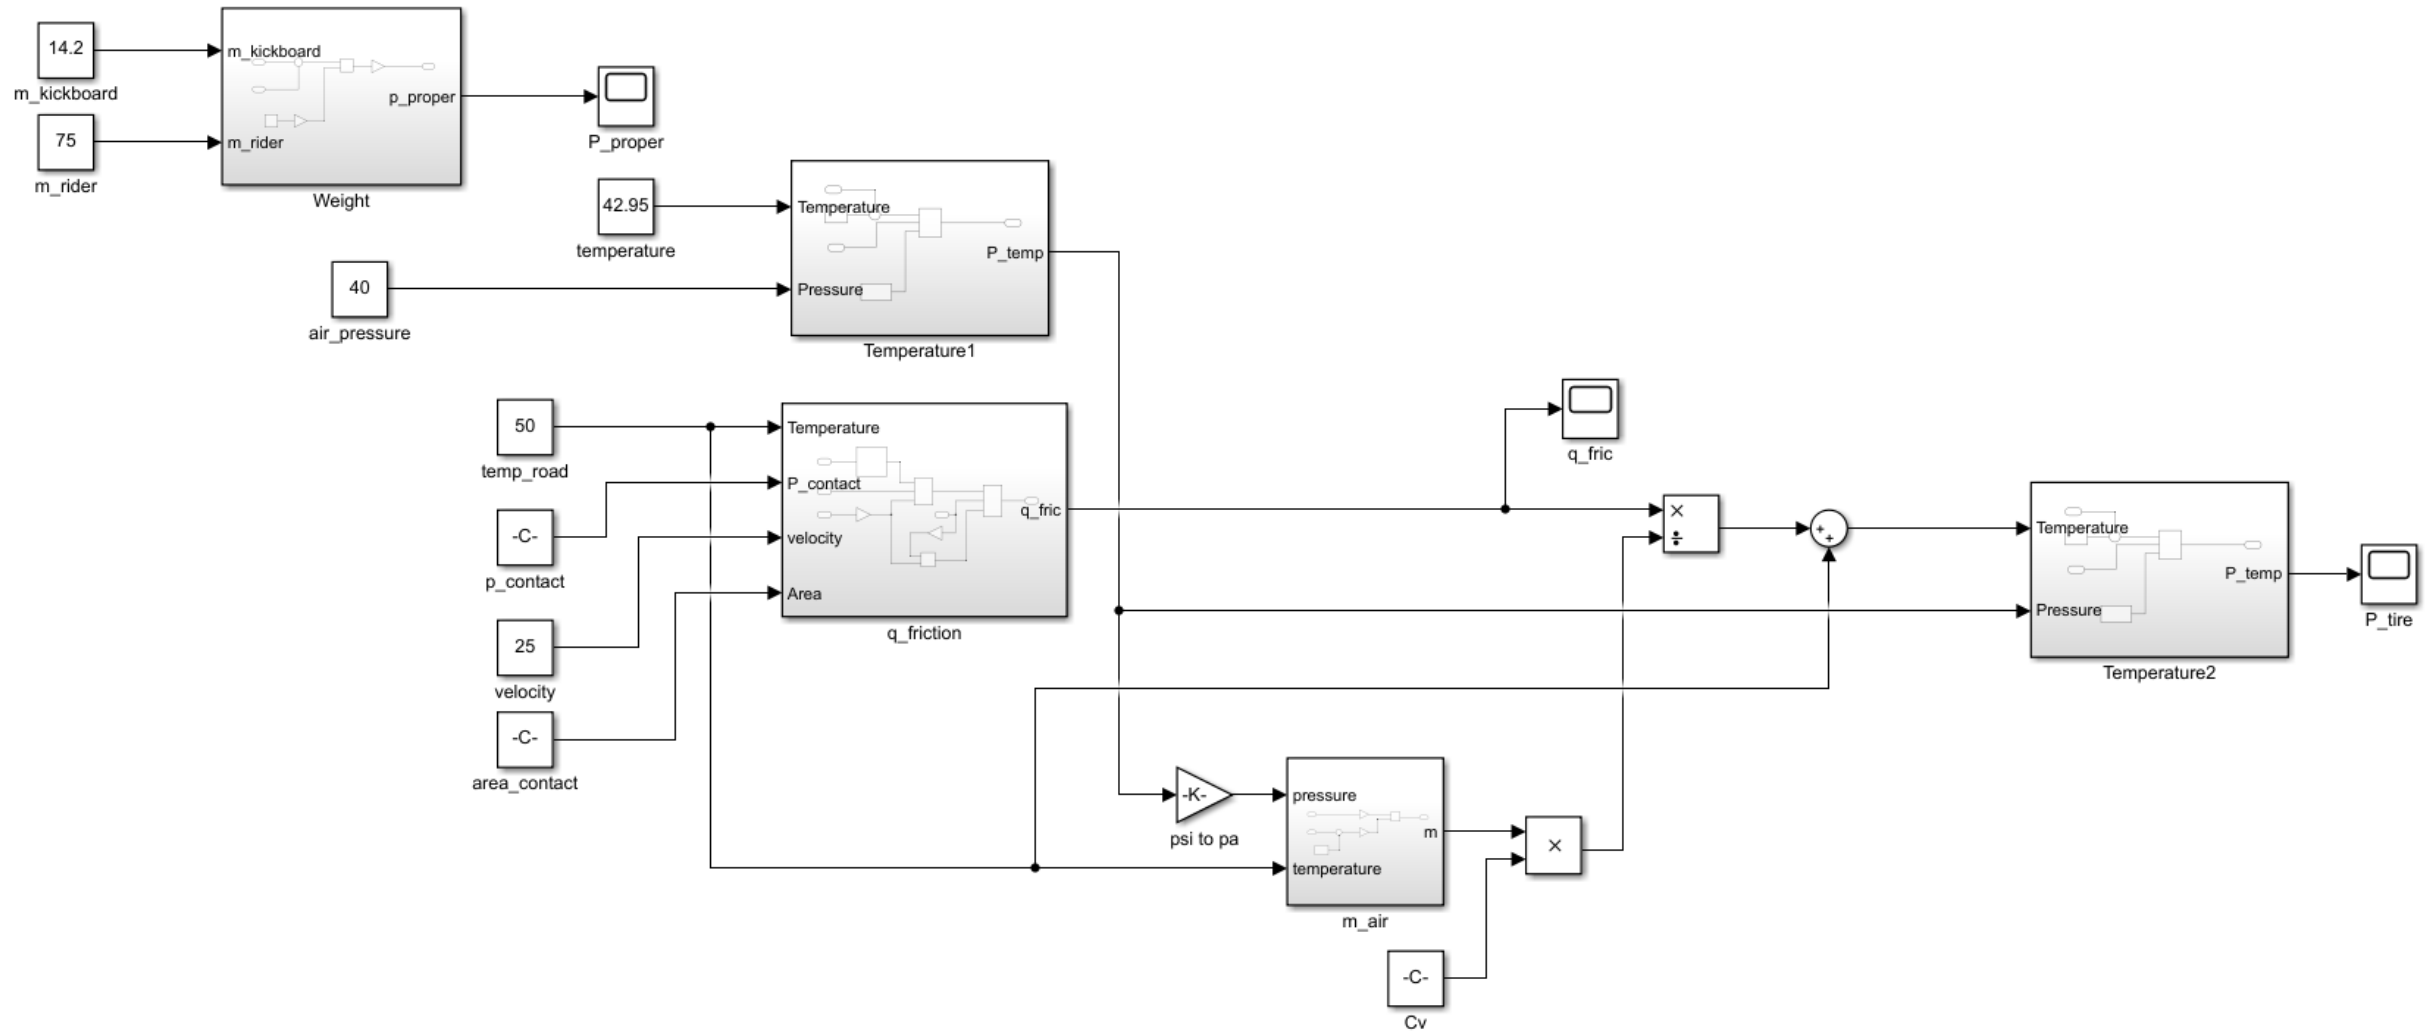 14.2
m_kickboard
75
m_rider
m_kickboard
m_rider
p_proper
Weight
P_proper
42.95
temperature
40
air_pressure
Temperature
Pressure
P_temp
Temperature1
50
temp_road
-C-
p_contact
25
velocity
-C-
area_contact
Temperature
P_contact
velocity
Area
q_fric
q_friction
q_fric
×
÷
+
+
Temperature
Pressure
P_temp
Temperature2
P_tire
-K-
psi to pa
pressure
temperature
m
m_air
×
-C-
Cv